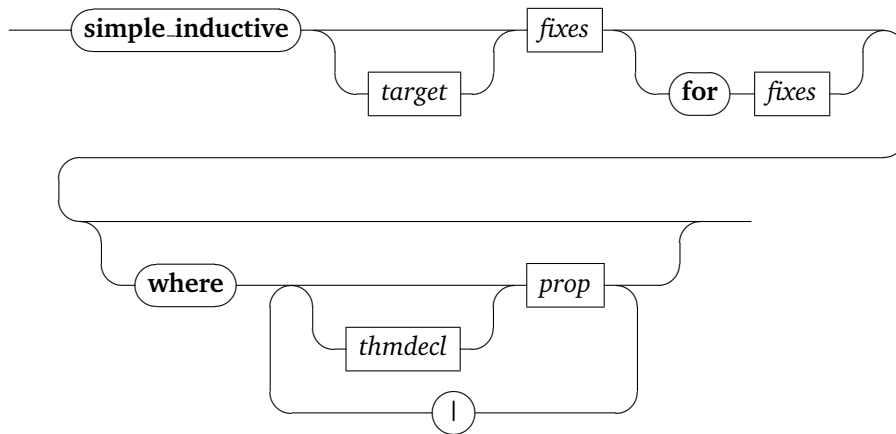 simple_inductive fixes
target for fixes
where prop
thmdecl
|